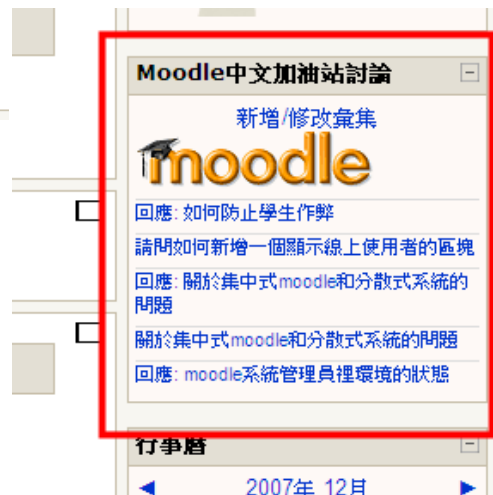 Moodle中文加油站討論
新增/修改彙集
moodle
回應: 如何防止學生作弊
請問如何新增一個顯示線上使用者的區塊
回應: 關於集中式moodle和分散式系統的
問題
關於集中式moodle和分散式系統的問題
回應: moodle系統管理員裡環境的狀態
行事曆
2007年 12月